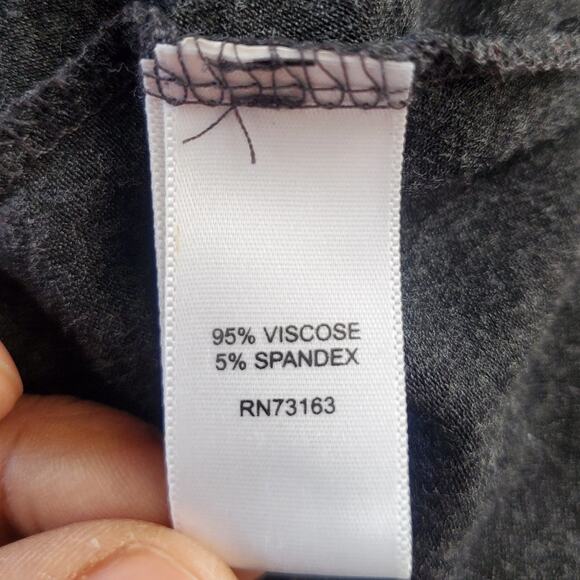 95% VISCOSE
5% SPANDEX
RN73163